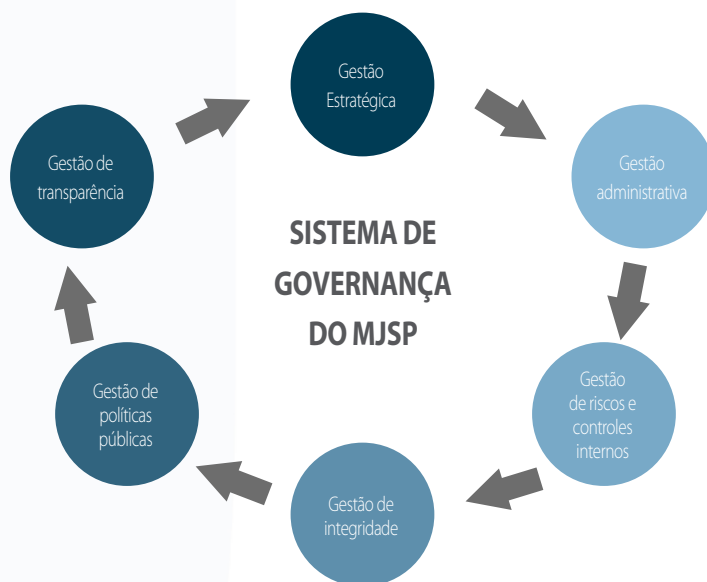 Gestão
Estratégica
Gestão
administrativa
Gestão
de riscos e
controles
internos
Gestão de
integridade
Gestão de
políticas
públicas
Gestão de
transparência
SISTEMA DE
GOVERNANÇA
DO MJSP